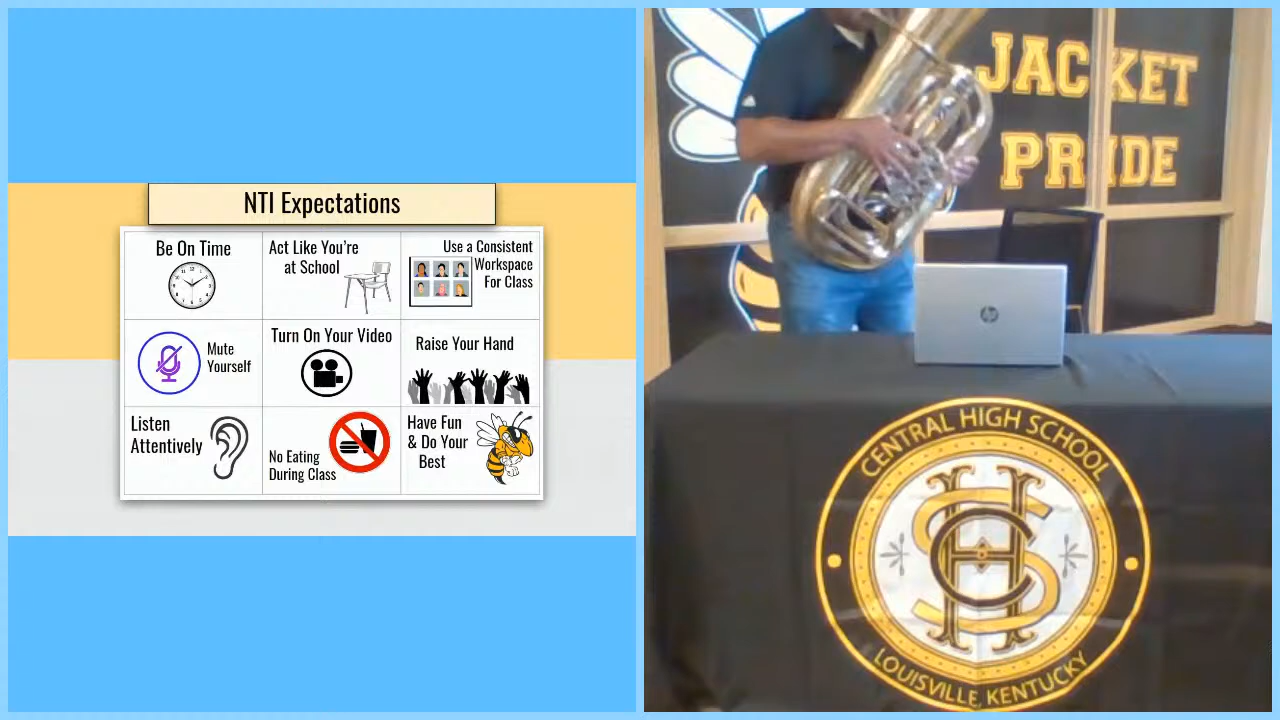 NTI Expectations
Be On Time
Act Like You're
at School
Use a Consistent
Workspace
For Class
Mute
Yourself
Turn On Your Video
Raise Your Hand
Listen
Attentively
No Eating
During Class
Have Fun
& Do Your
Best
JACKET
PRIDE
hp
CENTRAL HIGH SCHOOL
CHS
LOUISVILLE, KENTUCKY